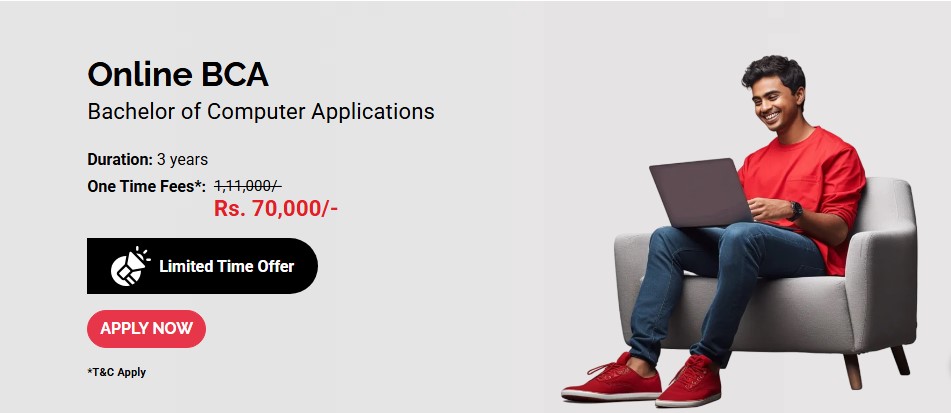 Online BCA
Bachelor of Computer Applications
Duration: 3 years
One Time Fees*: 1,11,000/-
Rs. 70,000/-
Limited Time Offer
APPLY NOW
*T&C Apply